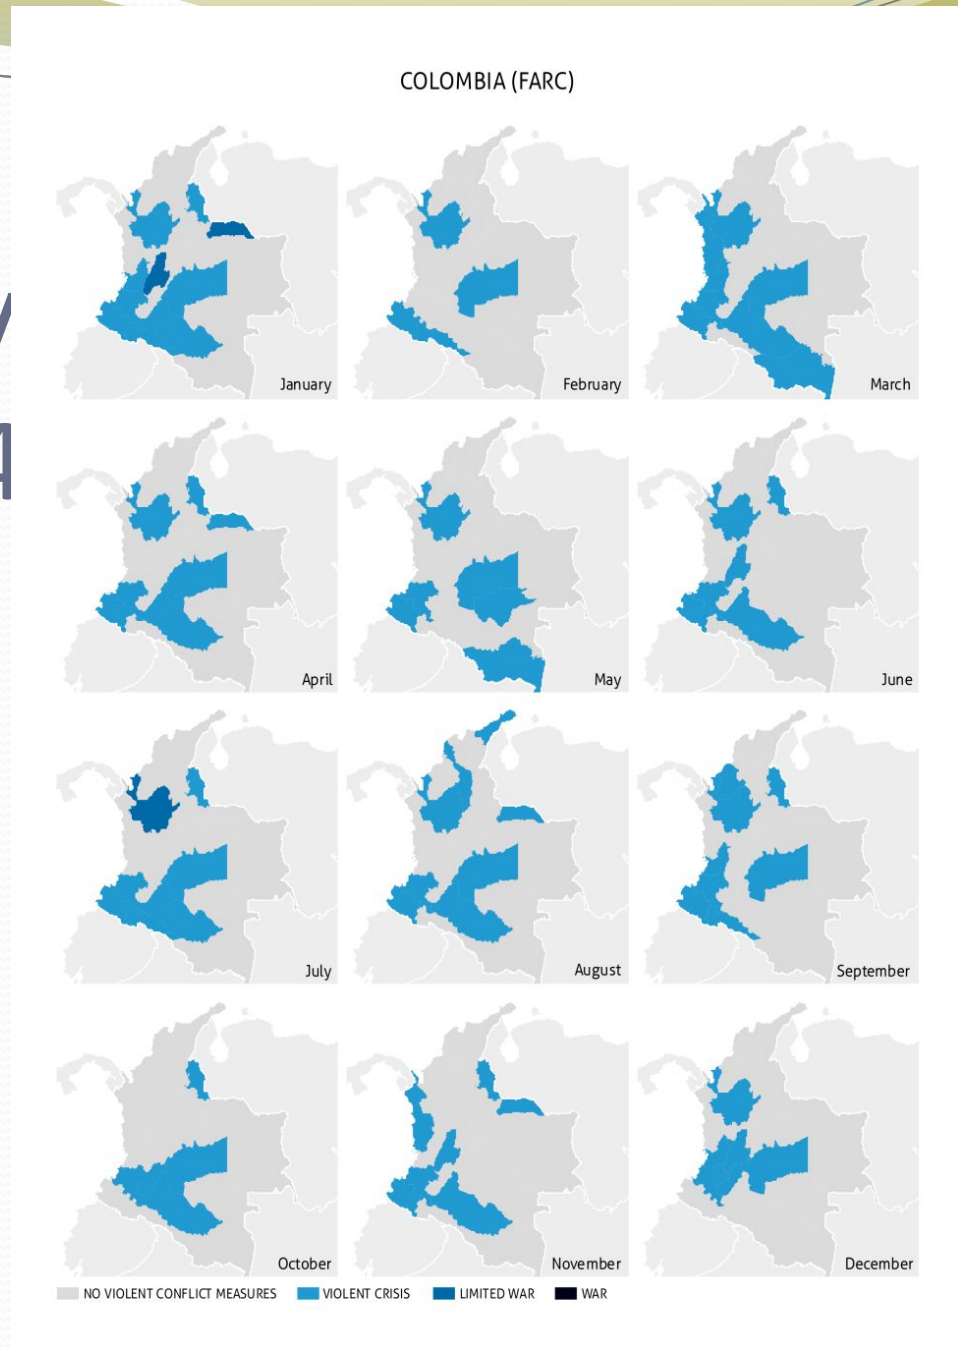 COLOMBIA (FARC)
January
February
March
April
May
June
July
August
September
October
November
December
NO VIOLENT CONFLICT MEASURES
VIOLENT CRISIS
LIMITED WAR
WAR